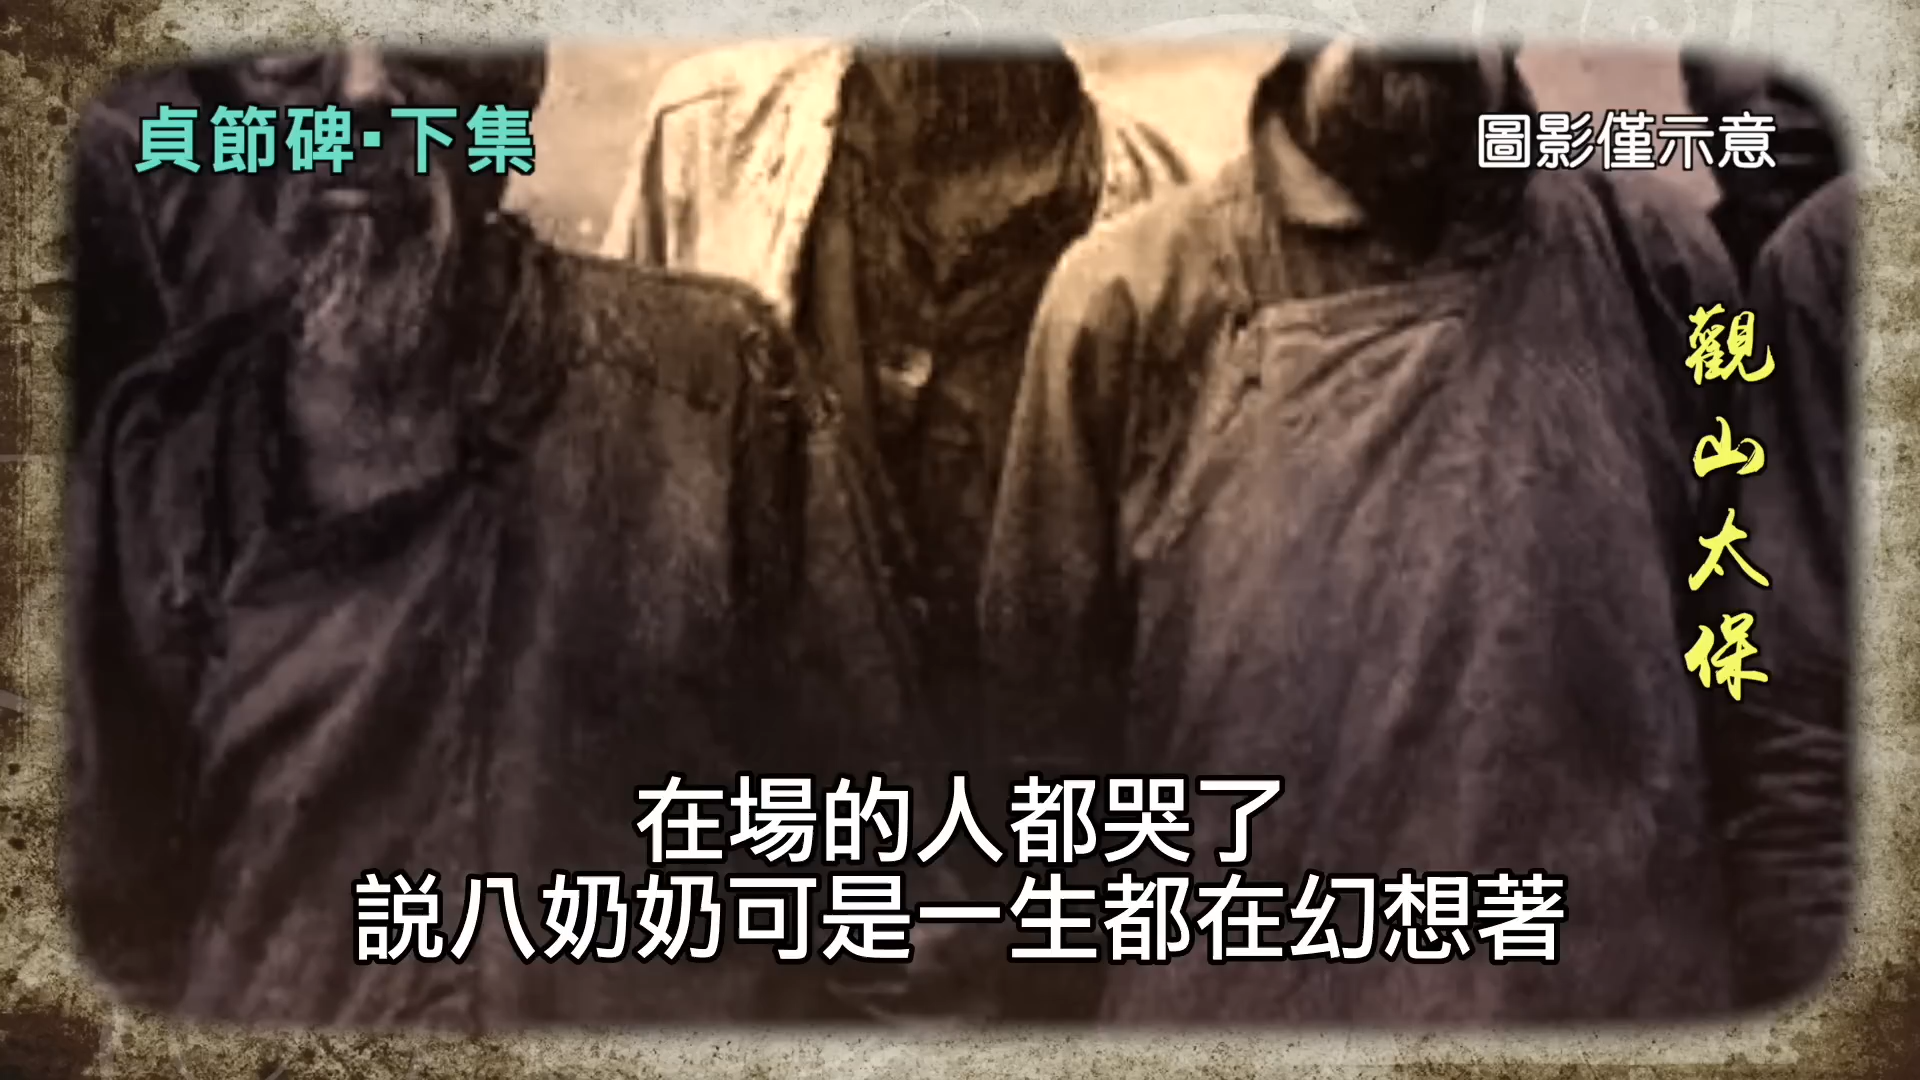 貞節碑·下集
圖影僅示意
觀山太保
在場的人都哭了
説八奶奶可是一生都在幻想著